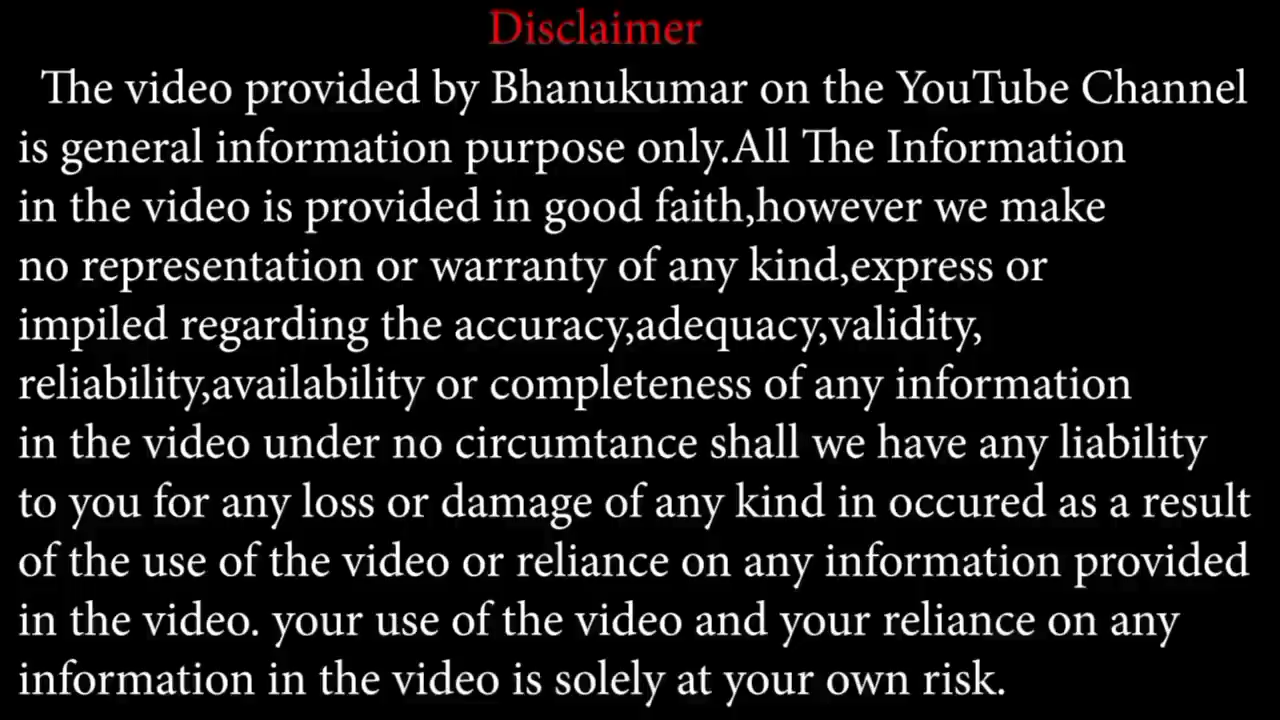 Disclaimer
The video provided by Bhanukumar on the YouTube Channel
is general information purpose only.All The Information
in the video is provided in good faith,however we make
no representation or warranty of any kind,express or
impiled regarding the accuracy,adequacy,validity,
reliability,availability or completeness of any information
in the video under no circumtance shall we have any liability
to you for any loss or damage of any kind in occured as a result
of the use of the video or reliance on any information provided
in the video. your use of the video and your reliance on any
information in the video is solely at your own risk.